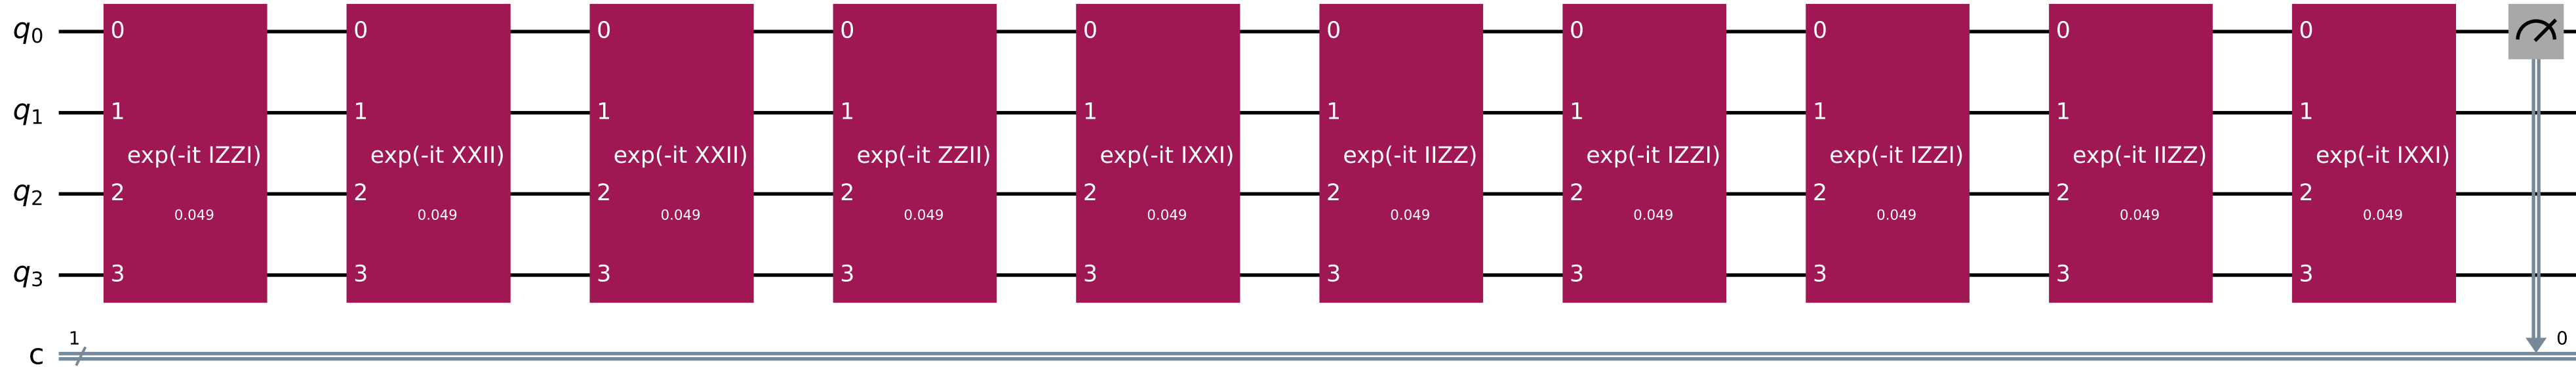 q0 0 0 0 0 0 0 0 0 0 0
q1 1 1 1 1 1 1 1 1 1 1
exp(-it IZZI) exp(-it XXII) exp(-it XXII) exp(-it ZZII) exp(-it IXXI) exp(-it IIZZ) exp(-it IZZI) exp(-it IZZI) exp(-it IIZZ) exp(-it IXXI)
q2 2 2 2 2 2 2 2 2 2 2
0.049 0.049 0.049 0.049 0.049 0.049 0.049 0.049 0.049 0.049
q3 3 3 3 3 3 3 3 3 3 3
1 0
c